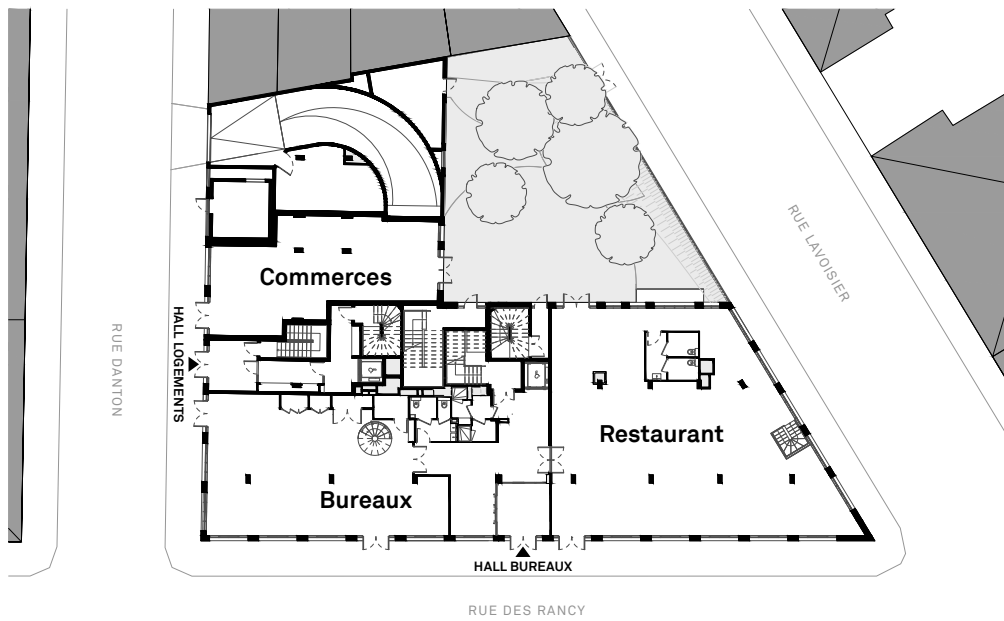 RUE LAVOISIER
Commerces
HALL LOGEMENTS
RUE DANTON
Restaurant
Bureaux
HALL BUREAUX
RUE DES RANCY